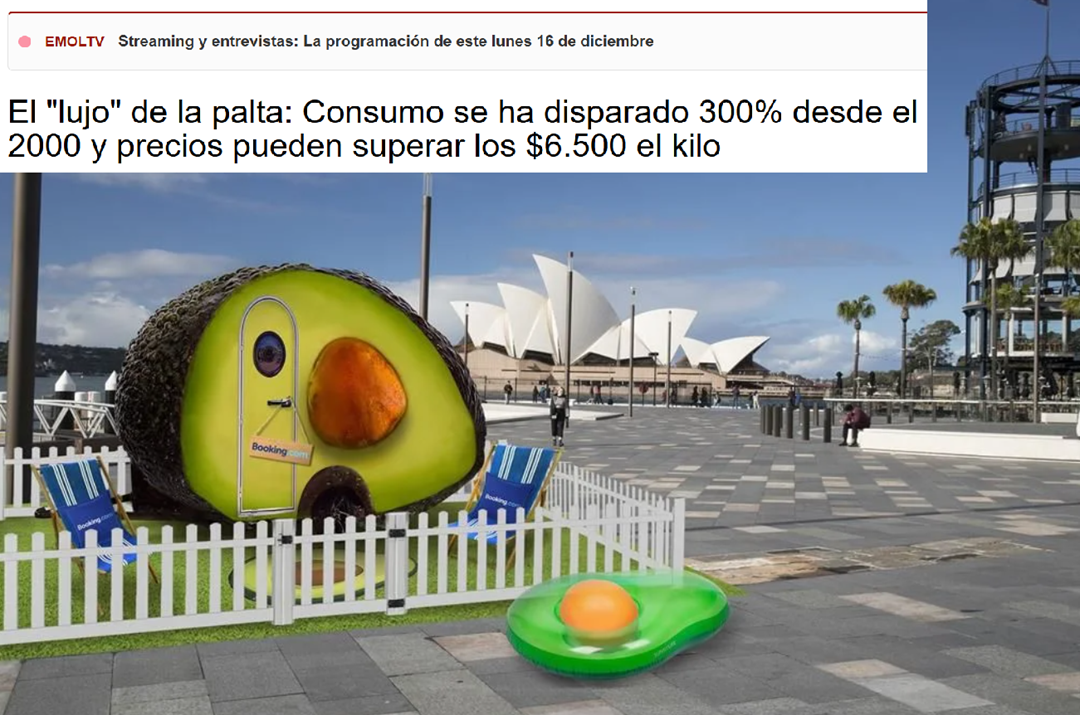 EMOLTV Streaming y entrevistas: La programación de este lunes 16 de diciembre
El "lujo" de la palta: Consumo se ha disparado 300% desde el
2000 y precios pueden superar los $6.500 el kilo
Booking.com
Booking.com
Booking.com